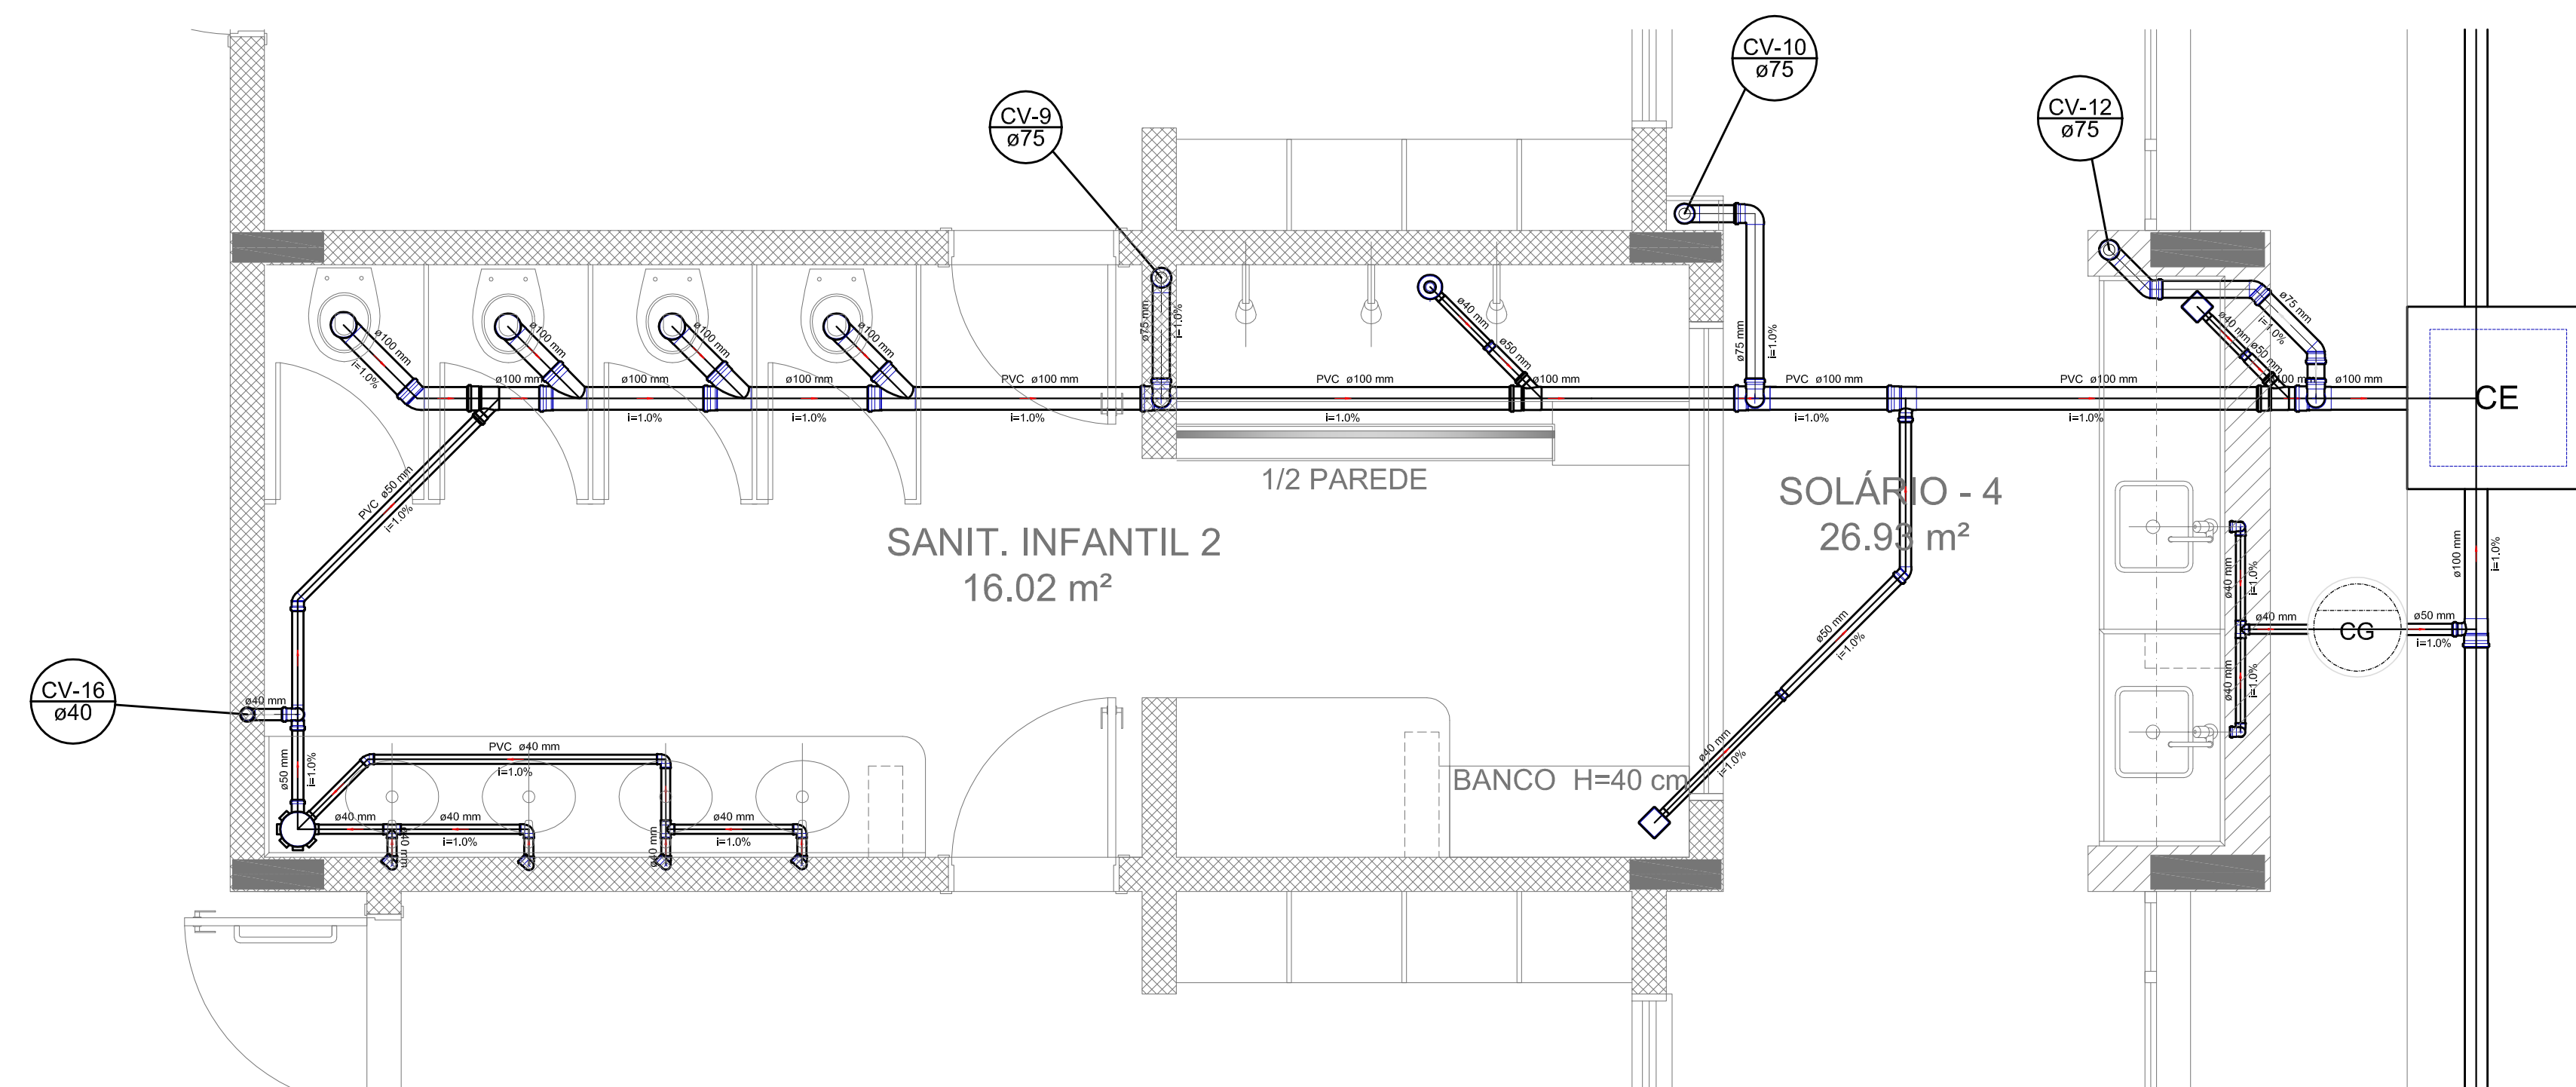 CV-10
ø75
CV-9
ø75
CV-12
ø75
ø100 mm
i=1.0%
ø100 mm
ø100 mm
ø100 mm
ø75 mm
i=1.0%
ø40 mm
ø50 mm
ø75 mm
i=1.0%
ø75 mm
i=1.0%
ø40 mm
ø50 mm
ø100 mm
ø100 mm
i=1.0%
ø100 mm
i=1.0%
PVC ø100 mm
i=1.0%
PVC ø100 mm
i=1.0%
ø100 mm
PVC ø100 mm
i=1.0%
PVC ø100 mm
i=1.0%
ø100 mm
ø100 mm
CE
1/2 PAREDE
SOLÁRIO - 4
26.93 m²
SANIT. INFANTIL 2
16.02 m²
PVC ø50 mm
i=1.0%
ø50 mm
i=1.0%
ø40 mm
i=1.0%
ø40 mm
i=1.0%
ø40 mm
i=1.0%
ø40 mm
CG
ø50 mm
i=1.0%
ø100 mm
i=1.0%
CV-16
ø40
ø40 mm
ø50 mm
i=1.0%
PVC ø40 mm
i=1.0%
ø40 mm
ø40 mm
i=1.0%
ø40 mm
ø40 mm
ø40 mm
i=1.0%
BANCO H=40 cm